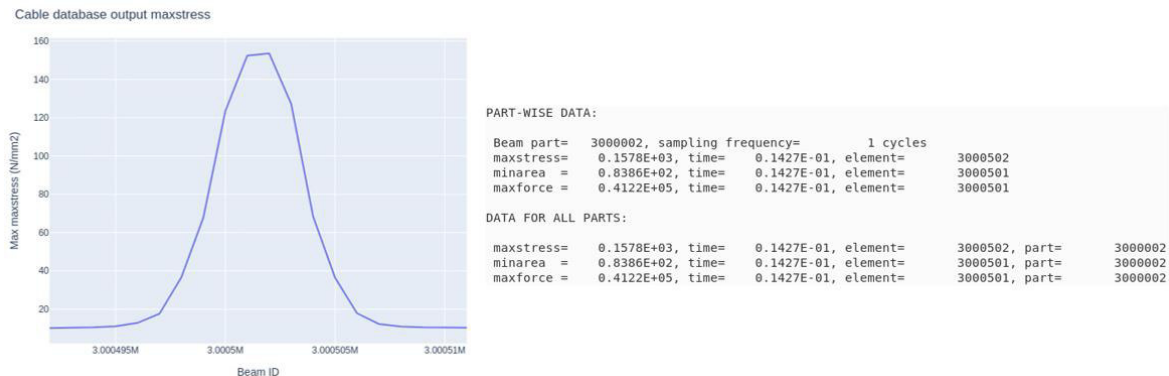 Cable database output maxstress
160
140
120
100
80
60
40
20
Max maxstress (N/mm2)
3.000495M 3.0005M 3.000505M 3.00051M
Beam ID
PART-WISE DATA:
Beam part= 3000002, sampling frequency= 1 cycles
maxstress= 0.1578E+03, time= 0.1427E-01, element= 3000502
minarea = 0.8386E+02, time= 0.1427E-01, element= 3000501
maxforce = 0.4122E+05, time= 0.1427E-01, element= 3000501
DATA FOR ALL PARTS:
maxstress= 0.1578E+03, time= 0.1427E-01, element= 3000502, part= 3000002
minarea = 0.8386E+02, time= 0.1427E-01, element= 3000501, part= 3000002
maxforce = 0.4122E+05, time= 0.1427E-01, element= 3000501, part= 3000002